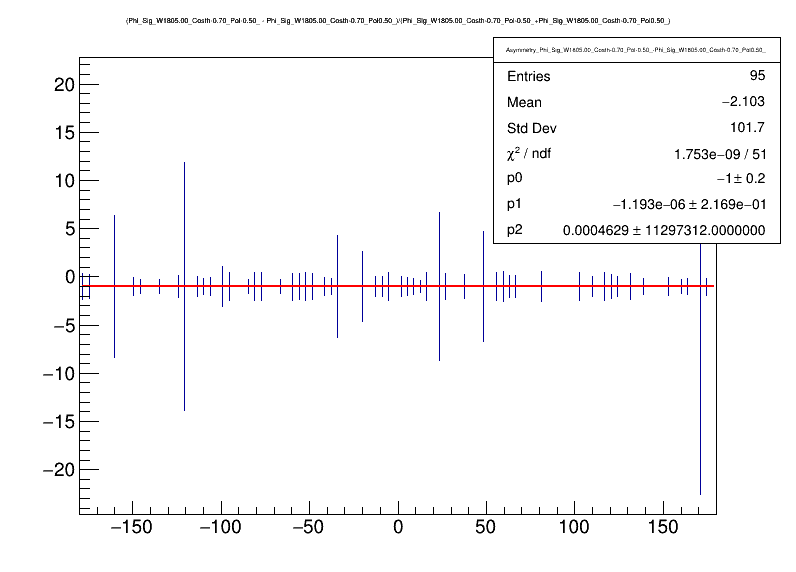 (Phi_Sig_W1805.00_Costh-0.70_Pol-0.50_ - Phi_Sig_W1805.00_Costh-0.70_Pol0.50_)/(Phi_Sig_W1805.00_Costh-0.70_Pol-0.50_+Phi_Sig_W1805.00_Costh-0.70_Pol0.50_)
Asymmetry_Phi_Sig_W1805.00_Costh-0.70_Pol-0.50_-Phi_Sig_W1805.00_Costh-0.70_Pol0.50_
Entries 95
Mean −2.103
Std Dev 101.7
χ² / ndf 1.753e−09 / 51
p0 −1± 0.2
p1 −1.193e−06 ± 2.169e−01
p2 0.0004629 ± 11297312.0000000
20
15
10
5
0
−5
−10
−15
−20
−150 −100 −50 0 50 100 150